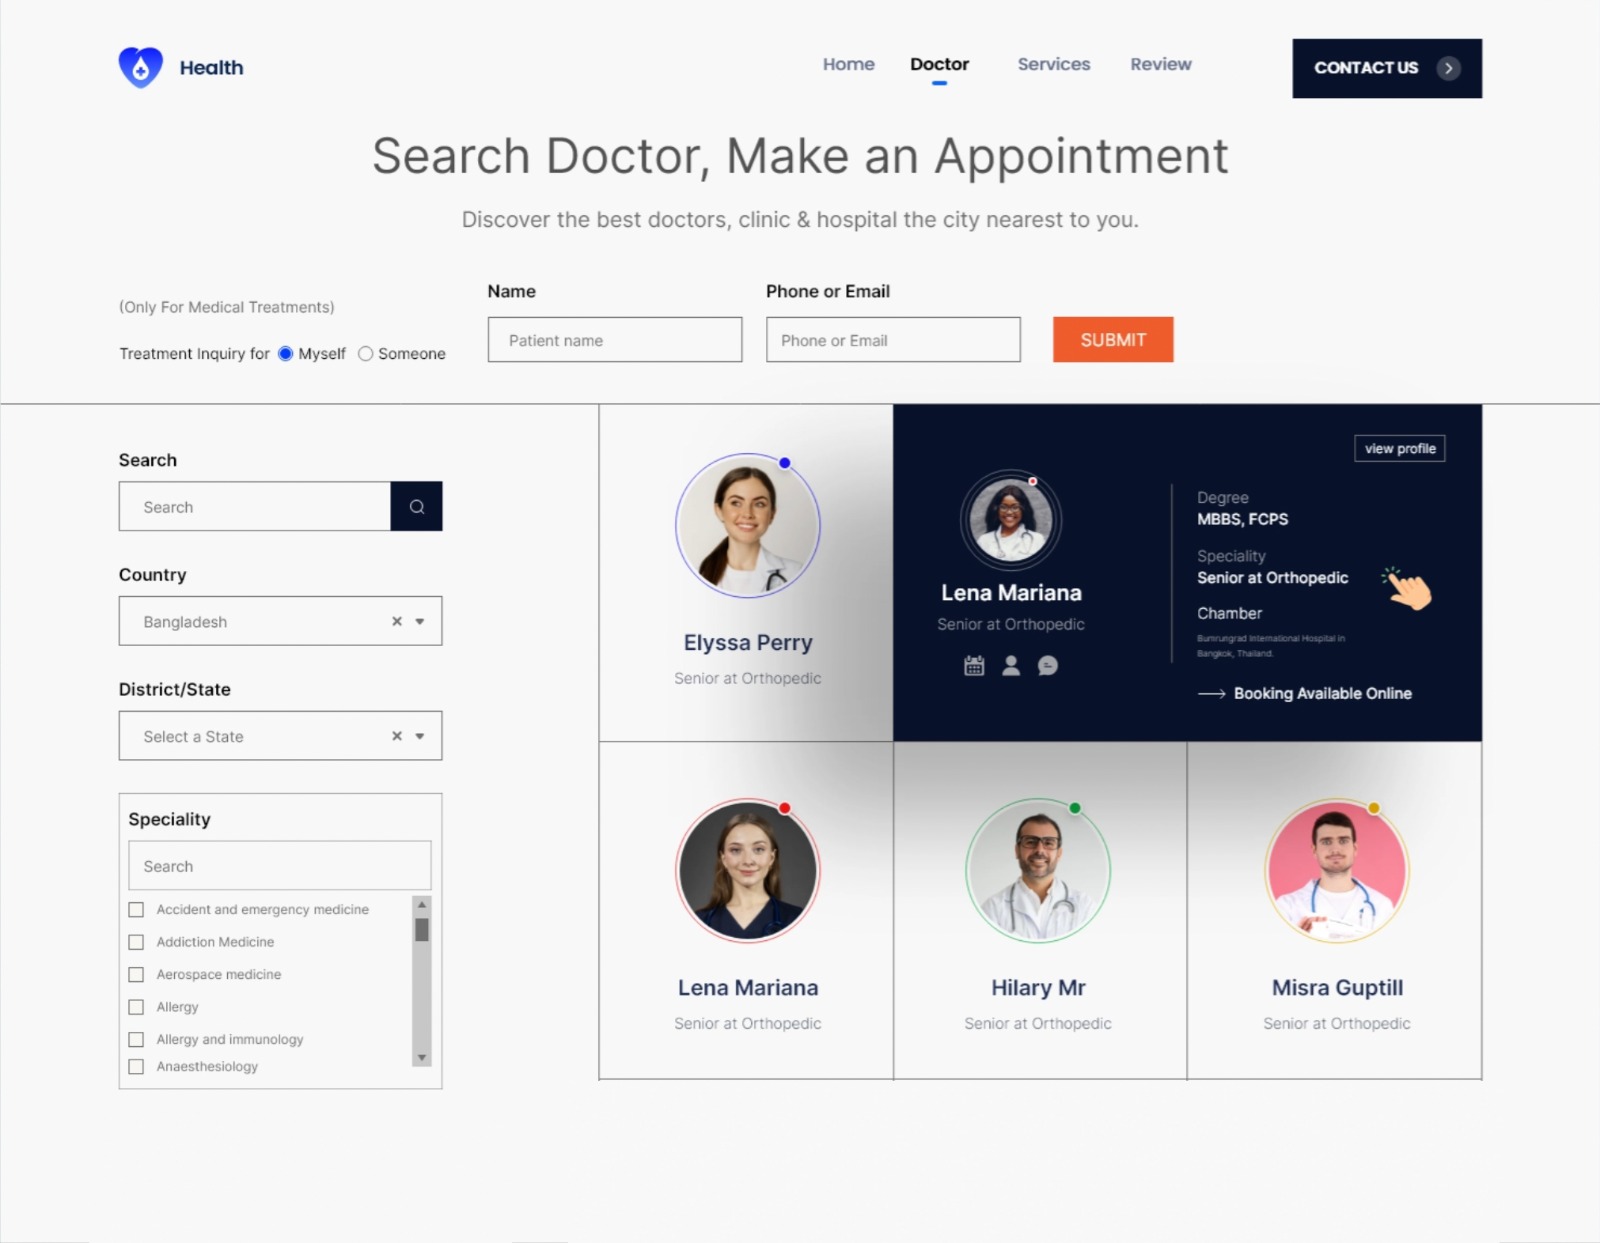 Health
Home
Doctor
Services
Review
CONTACT US
Search Doctor, Make an Appointment
Discover the best doctors, clinic & hospital the city nearest to you.
(Only For Medical Treatments)
Treatment Inquiry for Myself Someone
Name
Patient name
Phone or Email
Phone or Email
SUBMIT
Search
Search
Country
Bangladesh
District/State
Select a State
Speciality
Search
Accident and emergency medicine
Addiction Medicine
Aerospace medicine
Allergy
Allergy and immunology
Anaesthesiology
Elyssa Perry
Senior at Orthopedic
Lena Mariana
Senior at Orthopedic
view profile
Degree
MBBS, FCPS
Speciality
Senior at Orthopedic
Chamber
Bumrungrad International Hospital in
Bangkok, Thailand.
Booking Available Online
Lena Mariana
Senior at Orthopedic
Hilary Mr
Senior at Orthopedic
Misra Guptill
Senior at Orthopedic